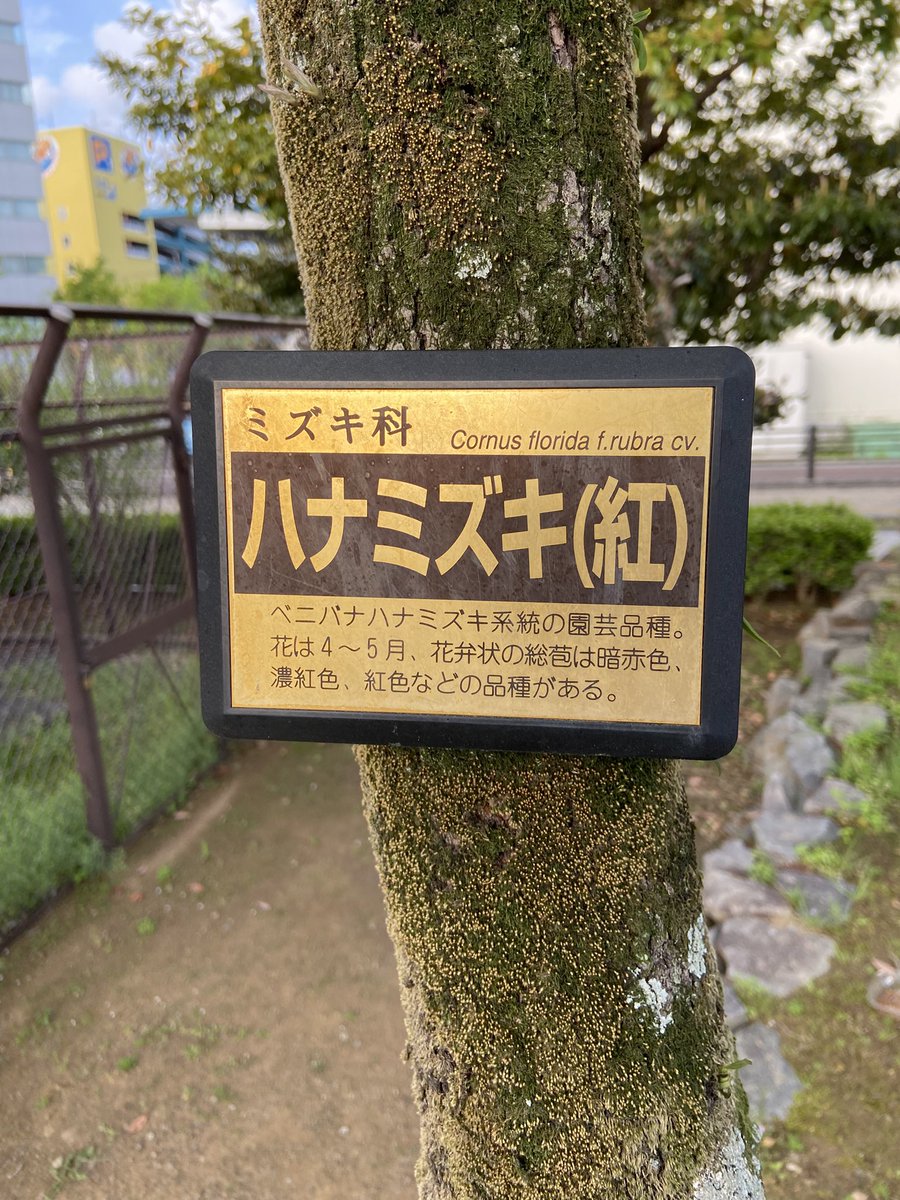 ミズキ科
Cornus florida f.rubra cv.
ハナミズキ(紅)
ベニバナハナミズキ系統の園芸品種。
花は4～5月、花弁状の総苞は暗赤色、
濃紅色、紅色などの品種がある。
P